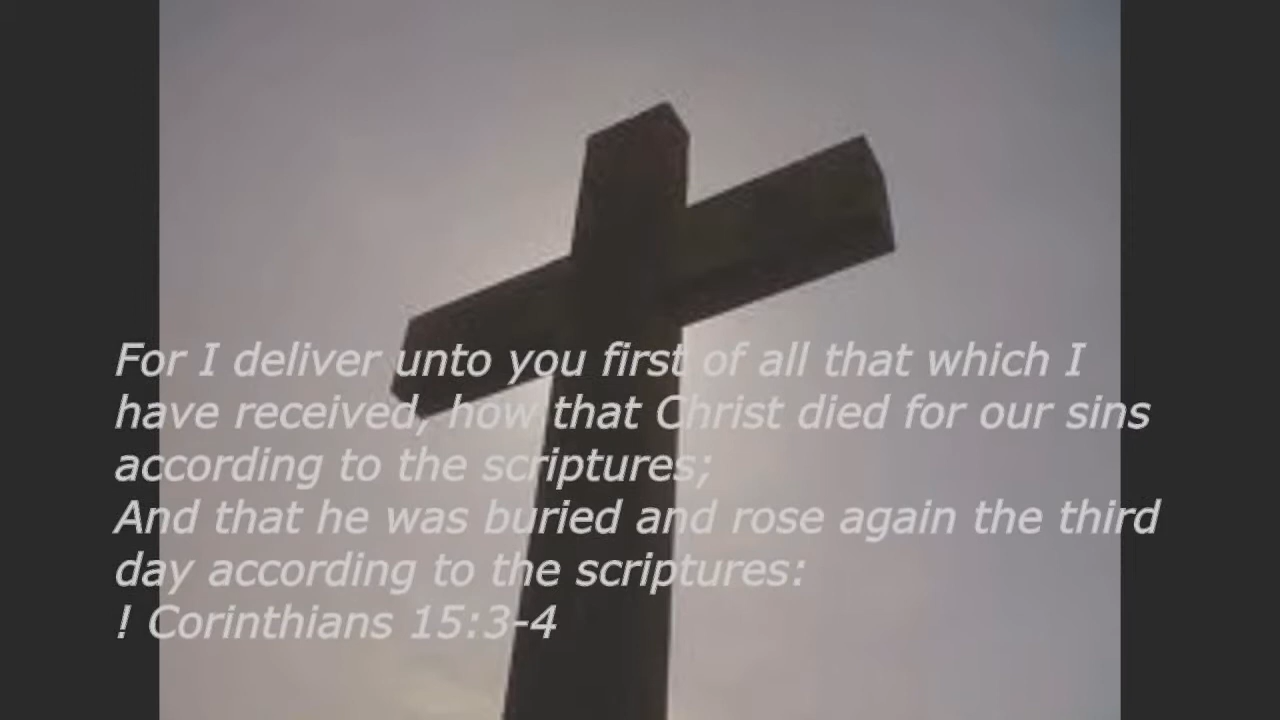 For I deliver unto you first of all that which I
have received, how that Christ died for our sins
according to the scriptures;
And that he was buried and rose again the third
day according to the scriptures:
! Corinthians 15:3-4